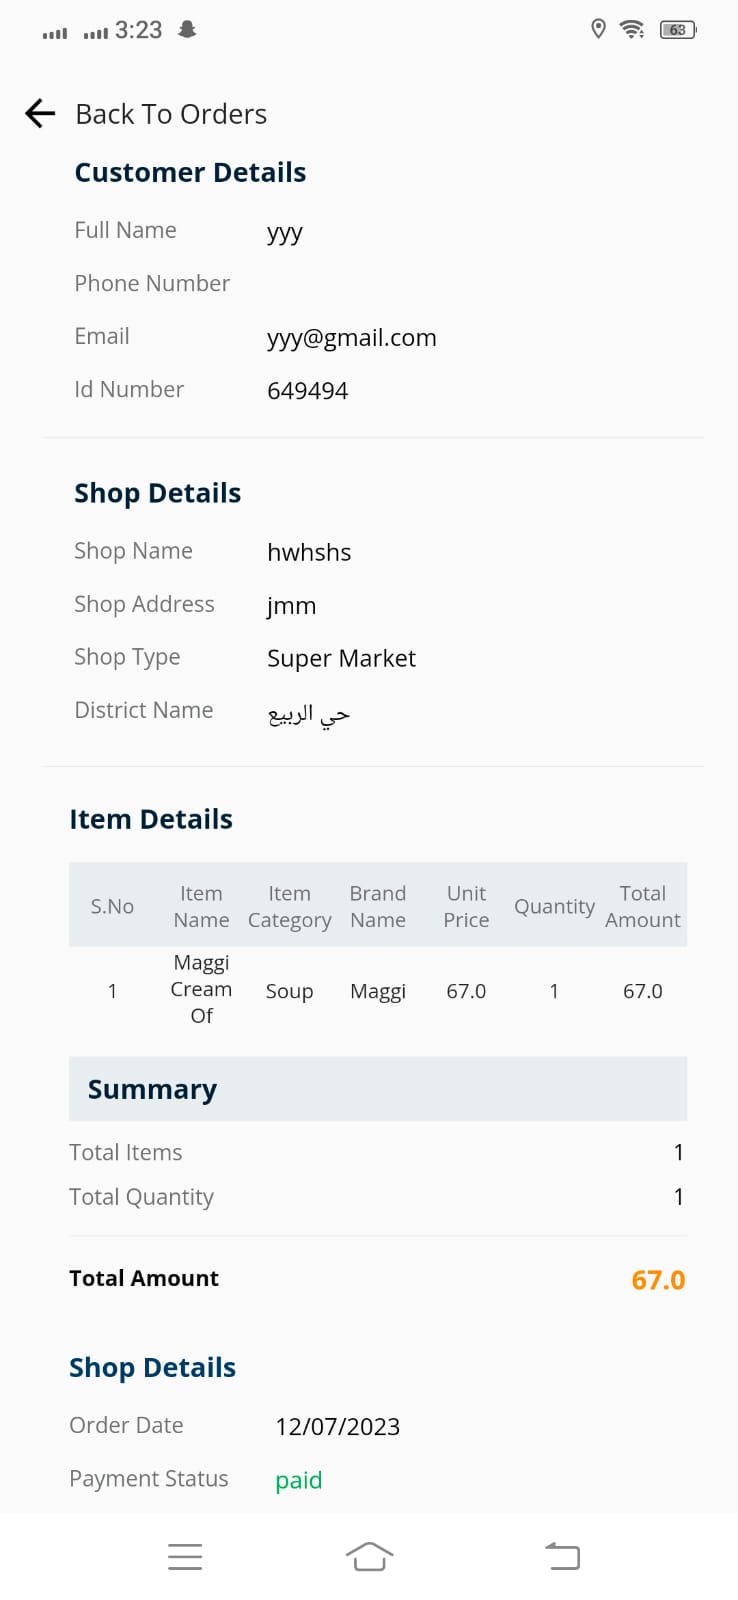 3:23
63
Back To Orders
Customer Details
Full Name yyy
Phone Number
Email yyy@gmail.com
Id Number 649494
Shop Details
Shop Name hwhshs
Shop Address jmm
Shop Type Super Market
District Name حي الربيع
Item Details
S.No Item Name Item Category Brand Name Unit Price Quantity Total Amount
1 Maggi Cream Of Soup Maggi 67.0 1 67.0
Summary
Total Items 1
Total Quantity 1
Total Amount 67.0
Shop Details
Order Date 12/07/2023
Payment Status paid